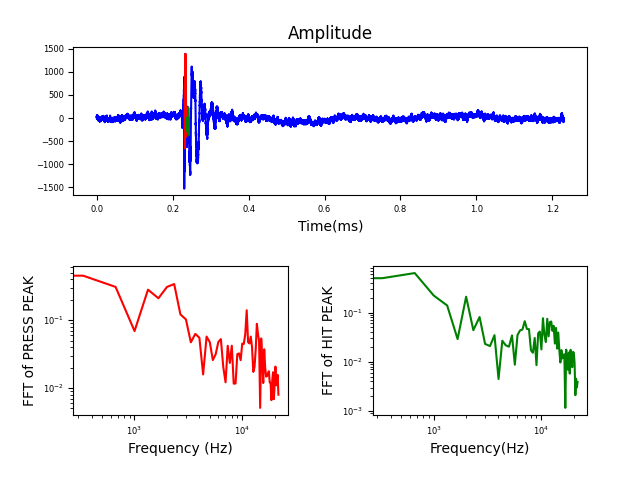 Amplitude
1500
1000
500
0
−500
−1000
−1500
0.0 0.2 0.4 0.6 0.8 1.0 1.2
Time(ms)
FFT of PRESS PEAK
10⁻¹
10⁻²
10³ 10⁴
Frequency (Hz)
FFT of HIT PEAK
10⁻¹
10⁻²
10⁻³
10³ 10⁴
Frequency(Hz)